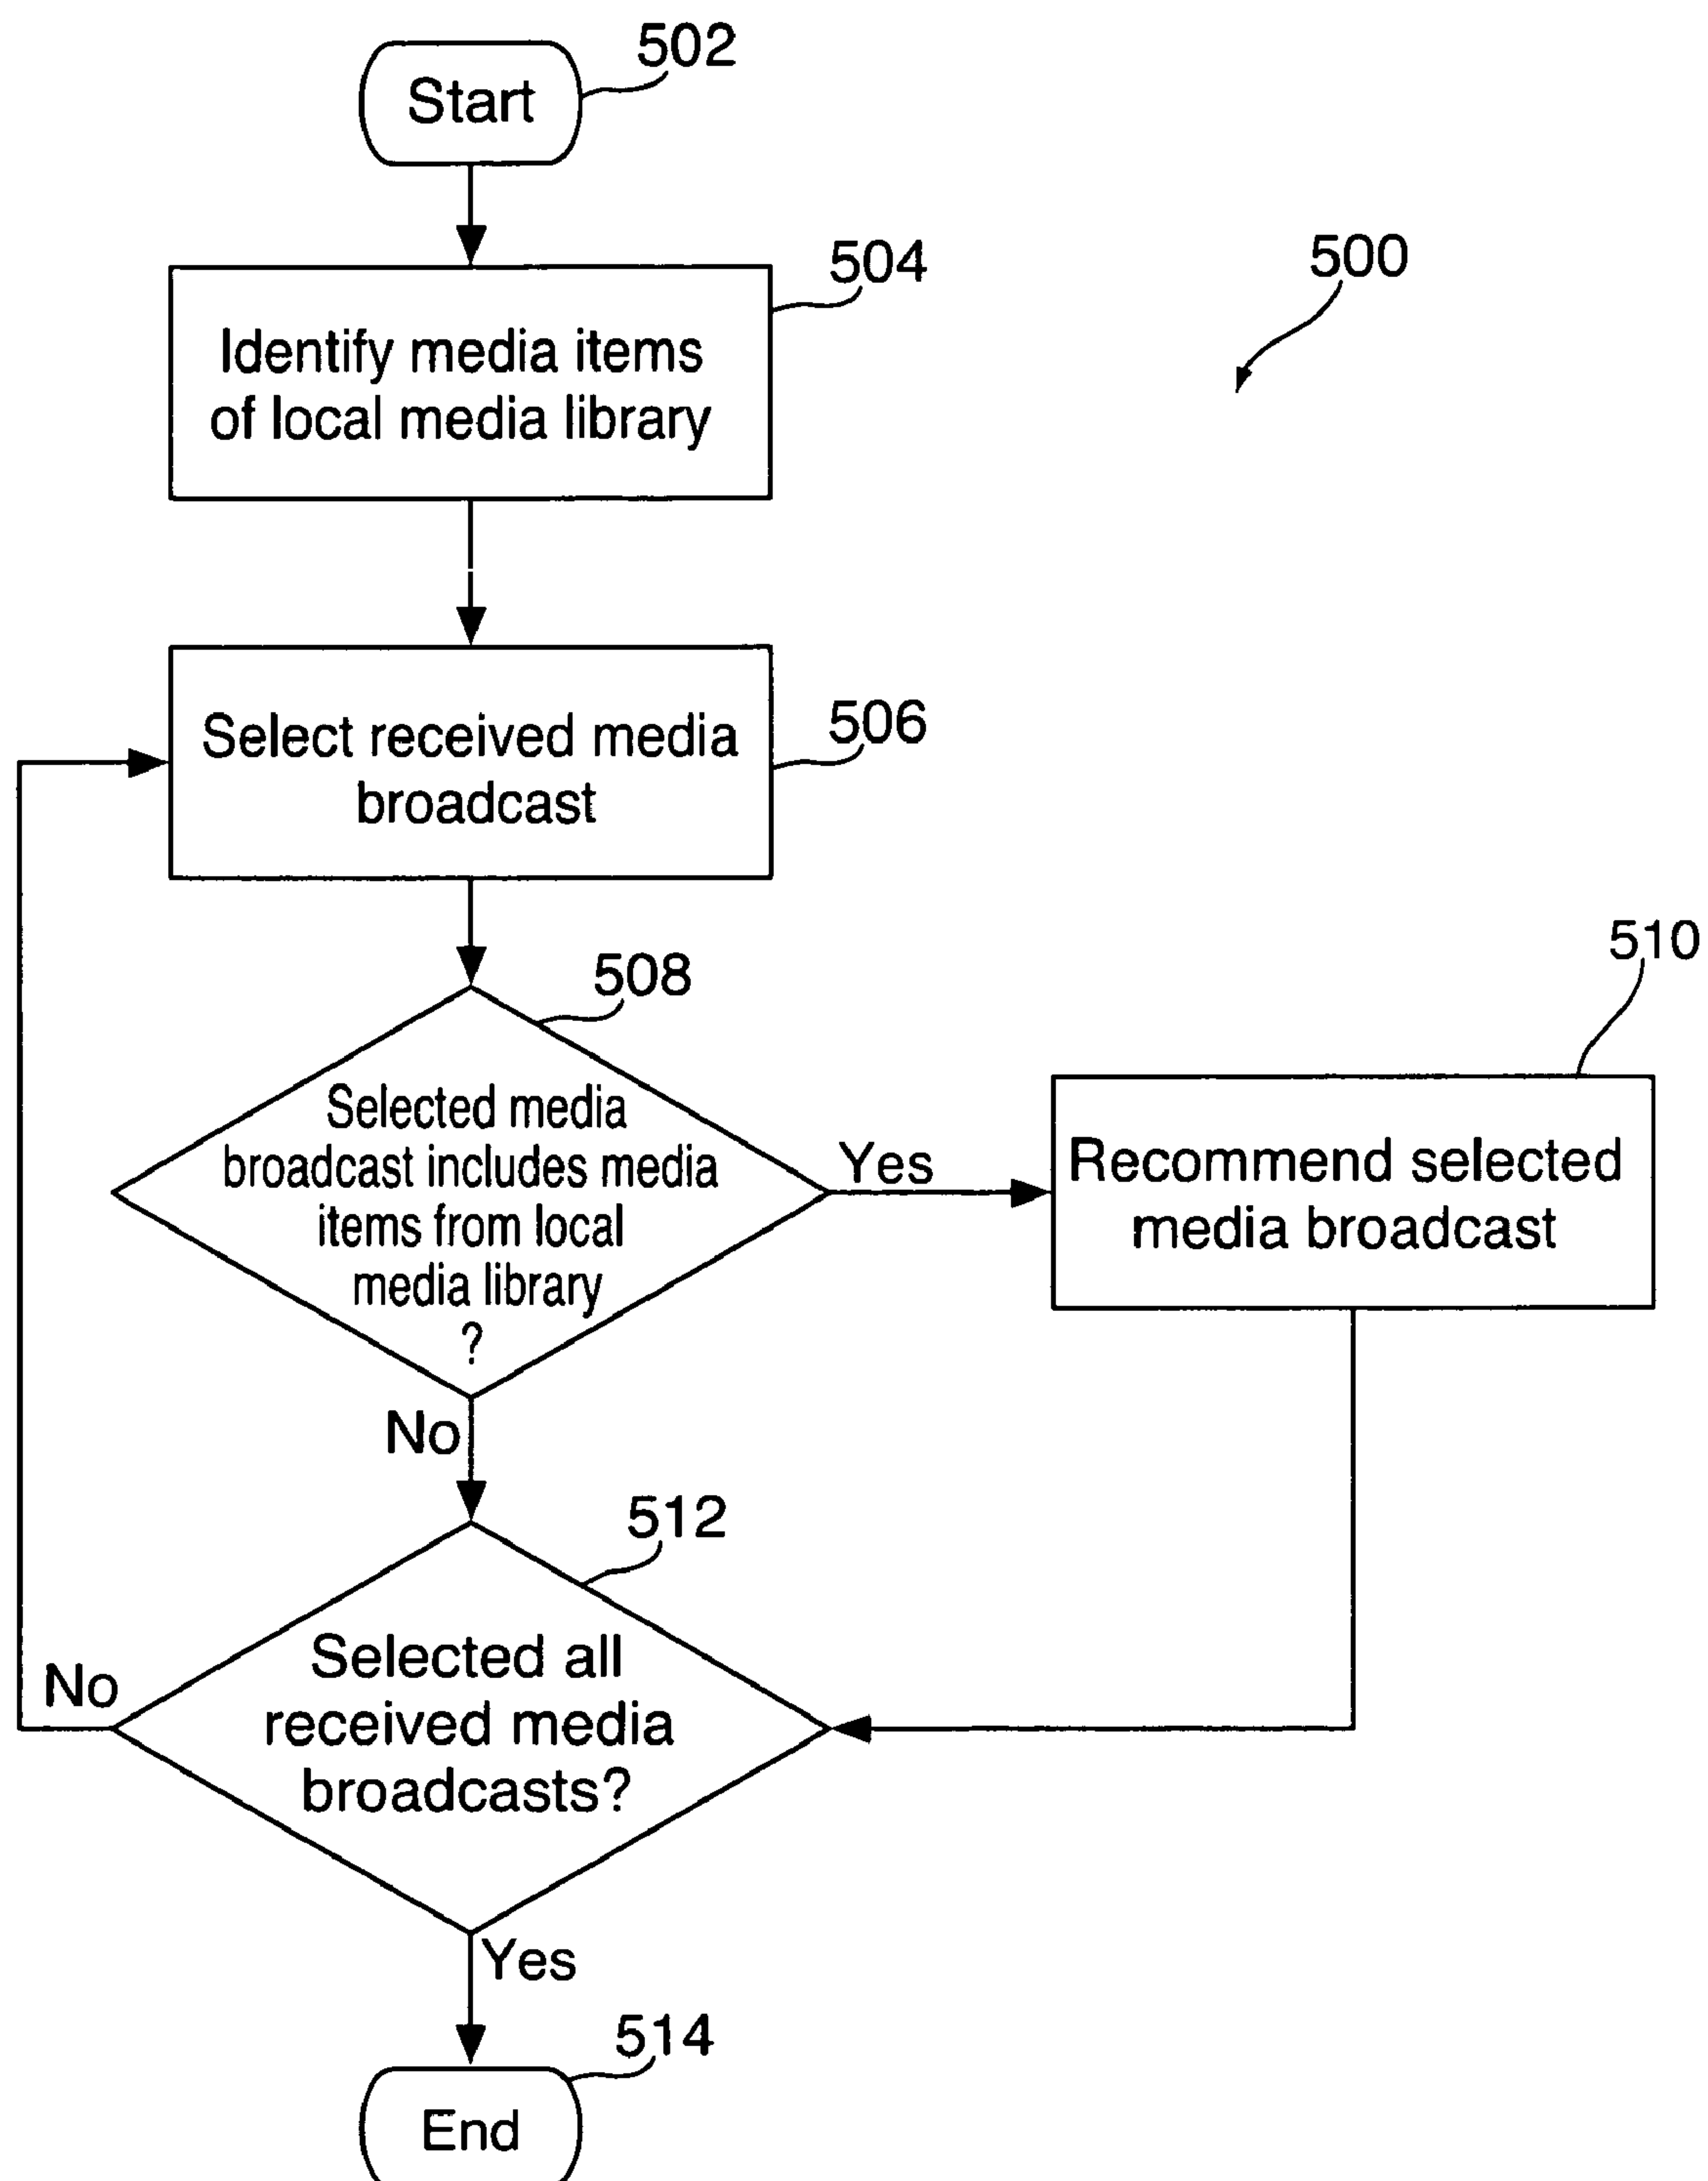 502
Start
504
500
Identify media items
of local media library
506
Select received media
broadcast
508
510
Selected media
broadcast includes media
items from local
media library
?
Yes
Recommend selected
media broadcast
No
512
Selected all
received media
broadcasts?
No
Yes
514
End